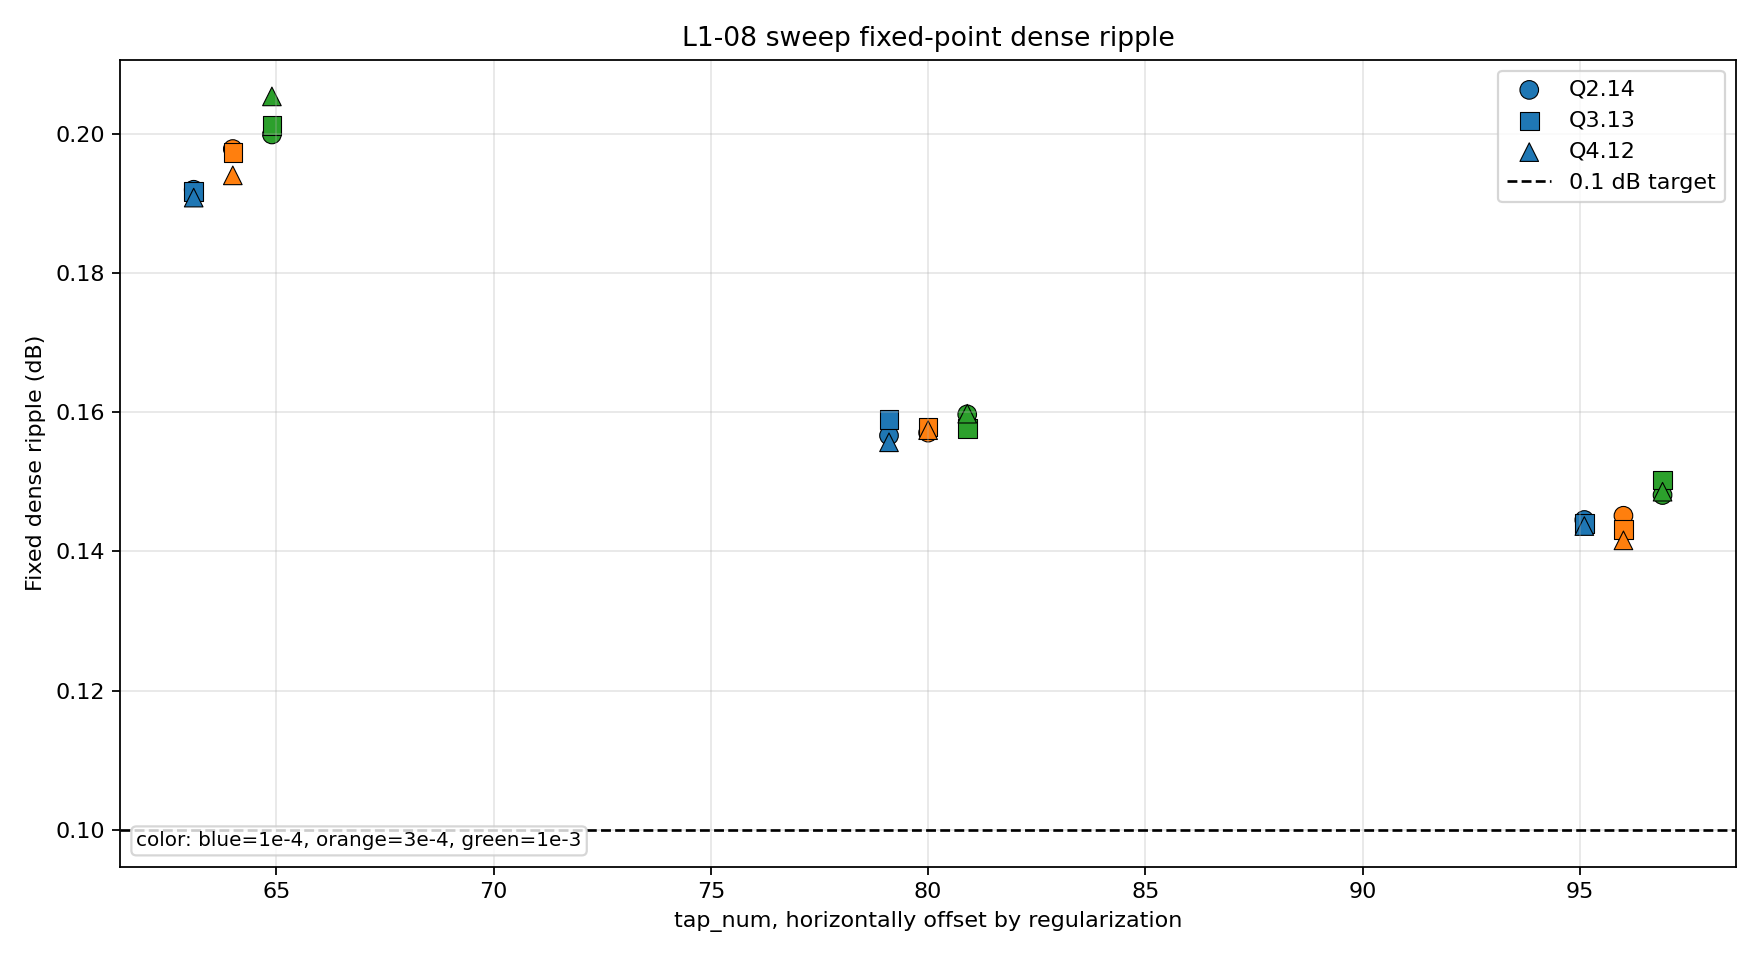 L1-08 sweep fixed-point dense ripple
Q2.14
Q3.13
Q4.12
0.1 dB target
Fixed dense ripple (dB)
0.20
0.18
0.16
0.14
0.12
0.10
color: blue=1e-4, orange=3e-4, green=1e-3
65 70 75 80 85 90 95
tap_num, horizontally offset by regularization